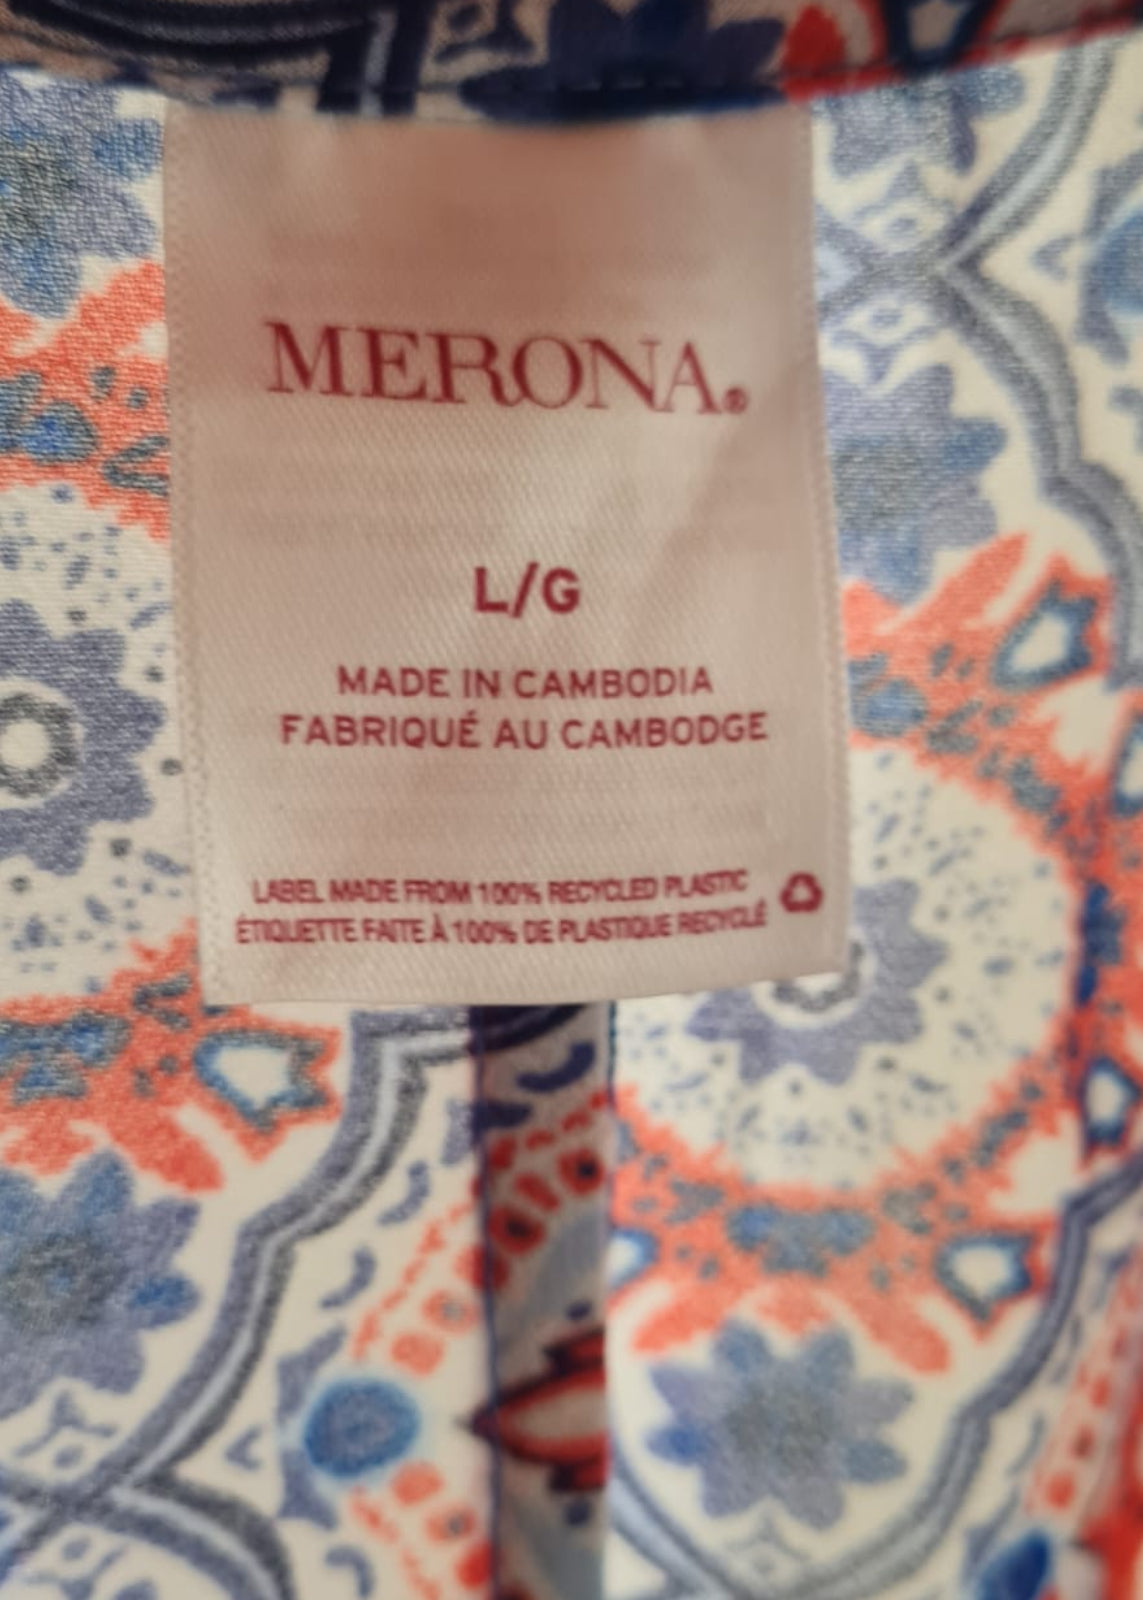 MERONA®
L/G
MADE IN CAMBODIA
FABRIQUÉ AU CAMBODGE
LABEL MADE FROM 100% RECYCLED PLASTIC
ÉTIQUETTE FAITE À 100% DE PLASTIQUE RECYCLÉ